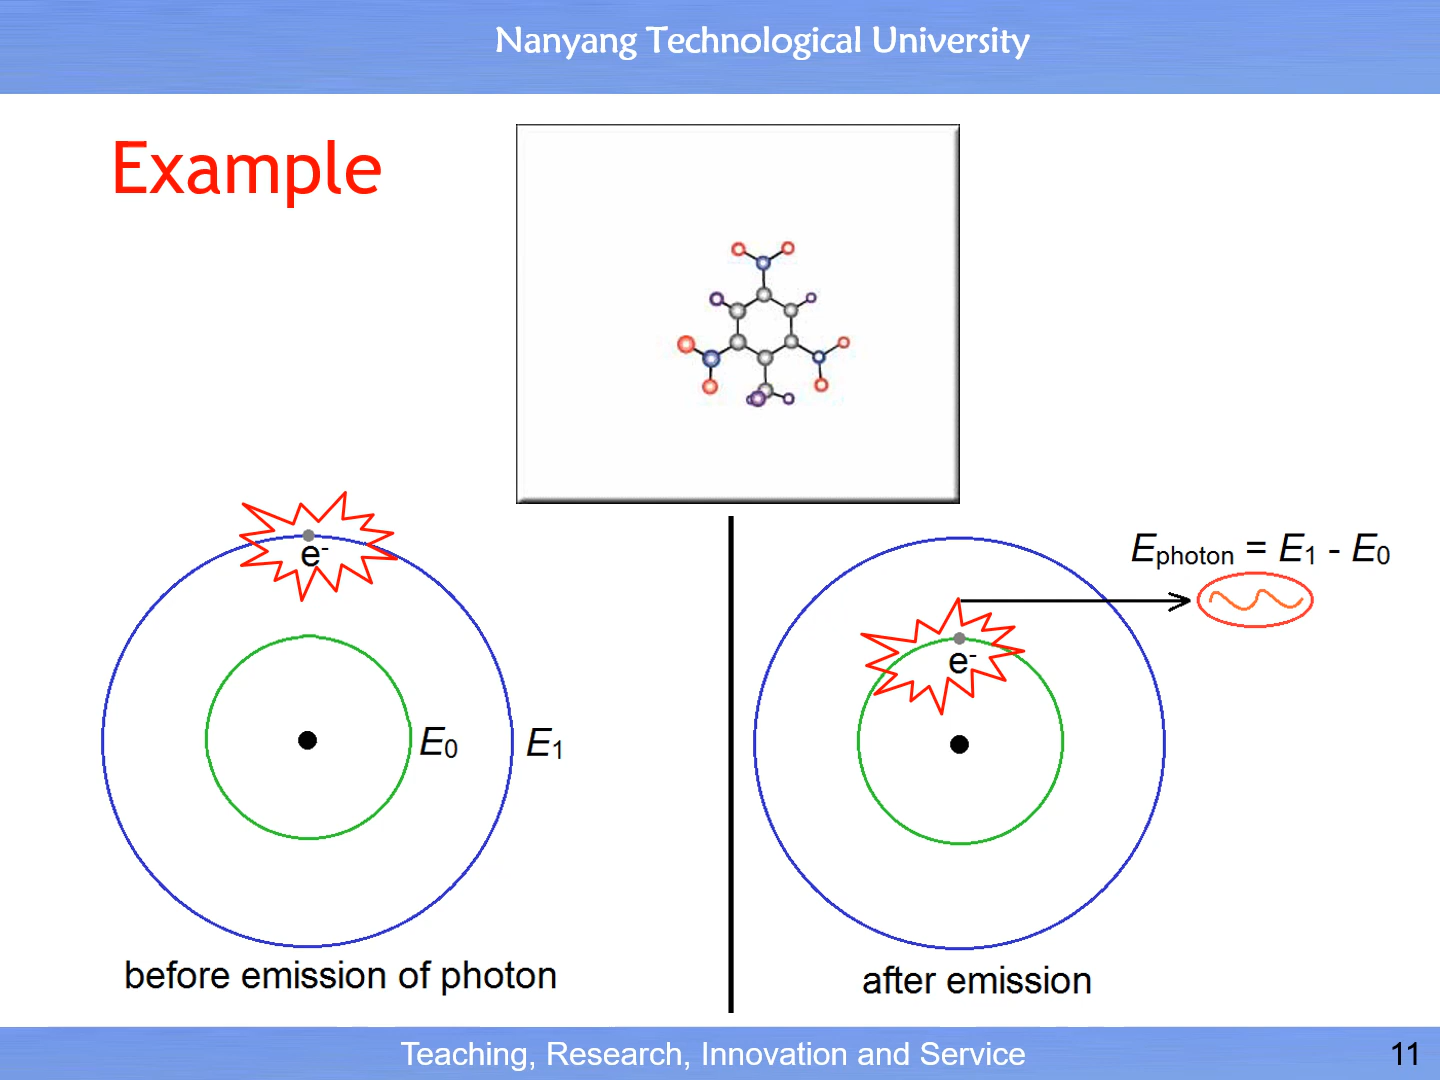 Nanyang Technological University
Example
e-
E0
E1
before emission of photon
Ephoton = E1 - E0
e-
after emission
Teaching, Research, Innovation and Service
11